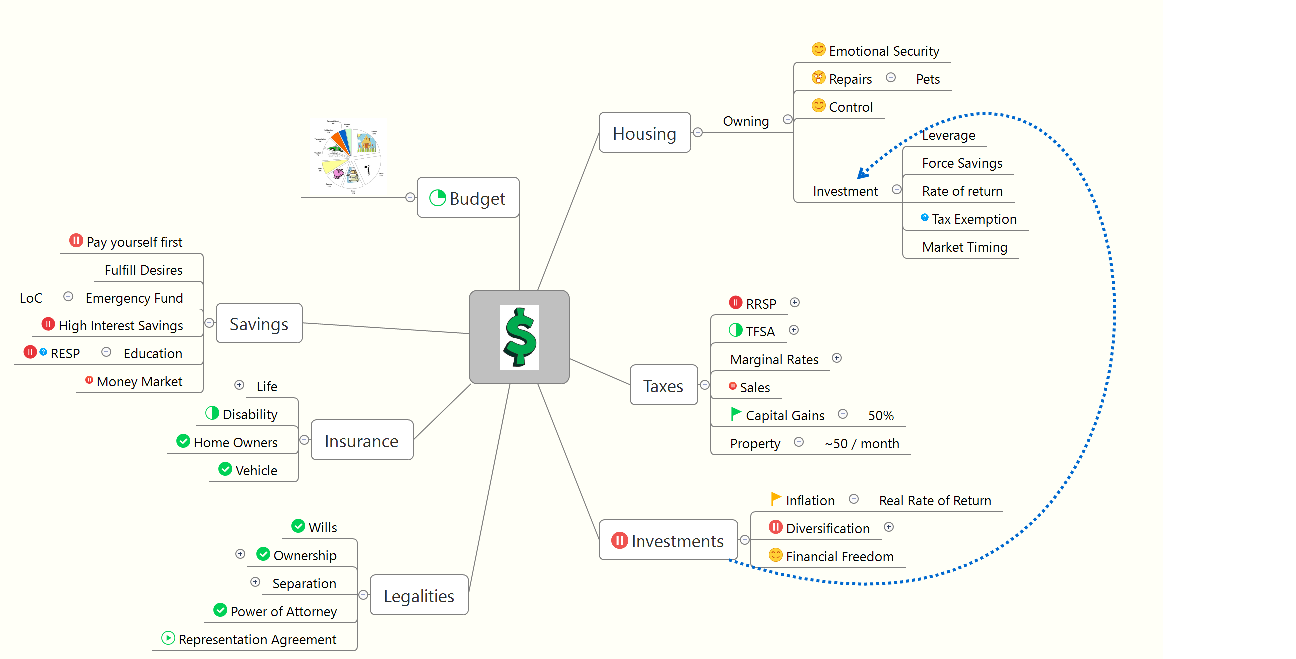 Housing
Owning
Emotional Security
Repairs
Pets
Control
Investment
Leverage
Force Savings
Rate of return
Tax Exemption
Market Timing
Budget
Savings
Pay yourself first
Fulfill Desires
Emergency Fund
LoC
High Interest Savings
Education
RESP
Money Market
$
Taxes
RRSP
TFSA
Marginal Rates
Sales
Capital Gains
50%
Property
~50 / month
Insurance
Life
Disability
Home Owners
Vehicle
Investments
Inflation
Real Rate of Return
Diversification
Financial Freedom
Legalities
Wills
Ownership
Separation
Power of Attorney
Representation Agreement